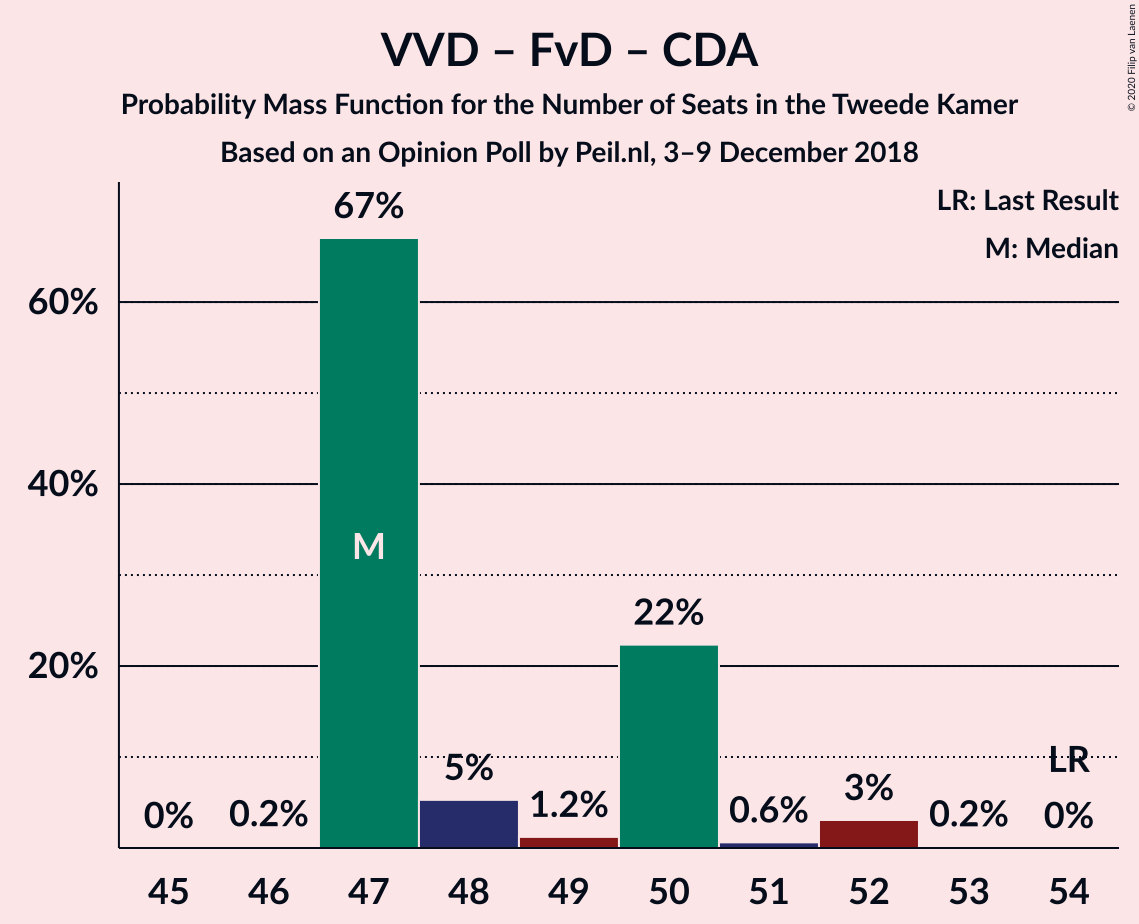 VVD – FvD – CDA
Probability Mass Function for the Number of Seats in the Tweede Kamer
Based on an Opinion Poll by Peil.nl, 3–9 December 2018
© 2020 Filip van Laenen
LR: Last Result
M: Median
67%
60%
M
40%
22%
20%
5%
LR
0%
0.2%
1.2%
0.6%
3%
0.2%
0%
45 46 47 48 49 50 51 52 53 54